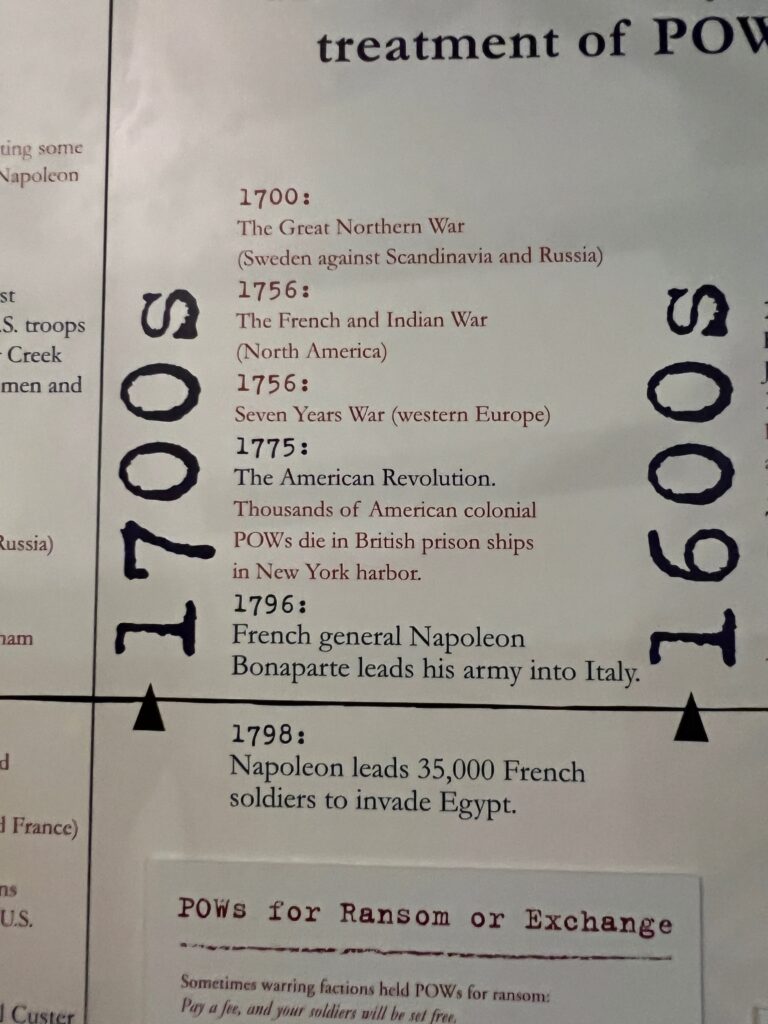 treatment of POW
ting some
Napoleon
st
.S. troops
Creek
men and
Russia)
ham
d
d France)
ns
U.S.
d Custer
1700s
1700:
The Great Northern War
(Sweden against Scandinavia and Russia)
1756:
The French and Indian War
(North America)
1756:
Seven Years War (western Europe)
1775:
The American Revolution.
Thousands of American colonial
POWs die in British prison ships
in New York harbor.
1796:
French general Napoleon
Bonaparte leads his army into Italy.
1798:
Napoleon leads 35,000 French
soldiers to invade Egypt.
1600s
POWs for Ransom or Exchange
Sometimes warring factions held POWs for ransom:
Pay a fee, and your soldiers will be set free.